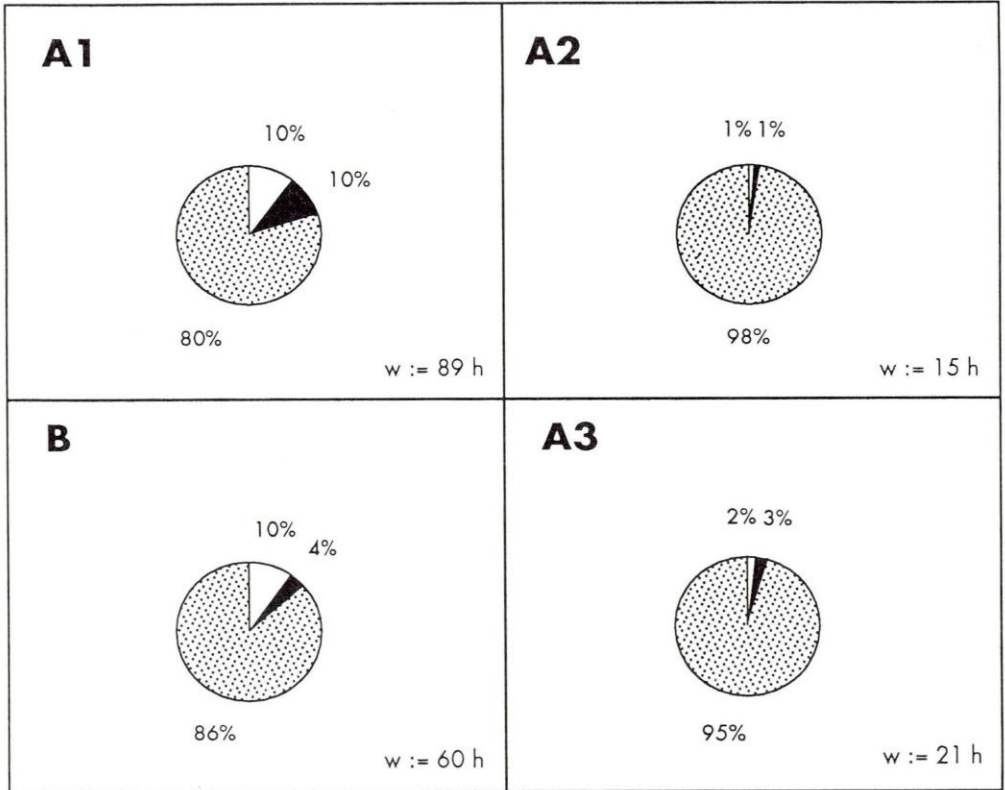 A1
10%
10%
80%
w := 89 h
A2
1% 1%
98%
w := 15 h
B
10%
4%
86%
w := 60 h
A3
2% 3%
95%
w := 21 h